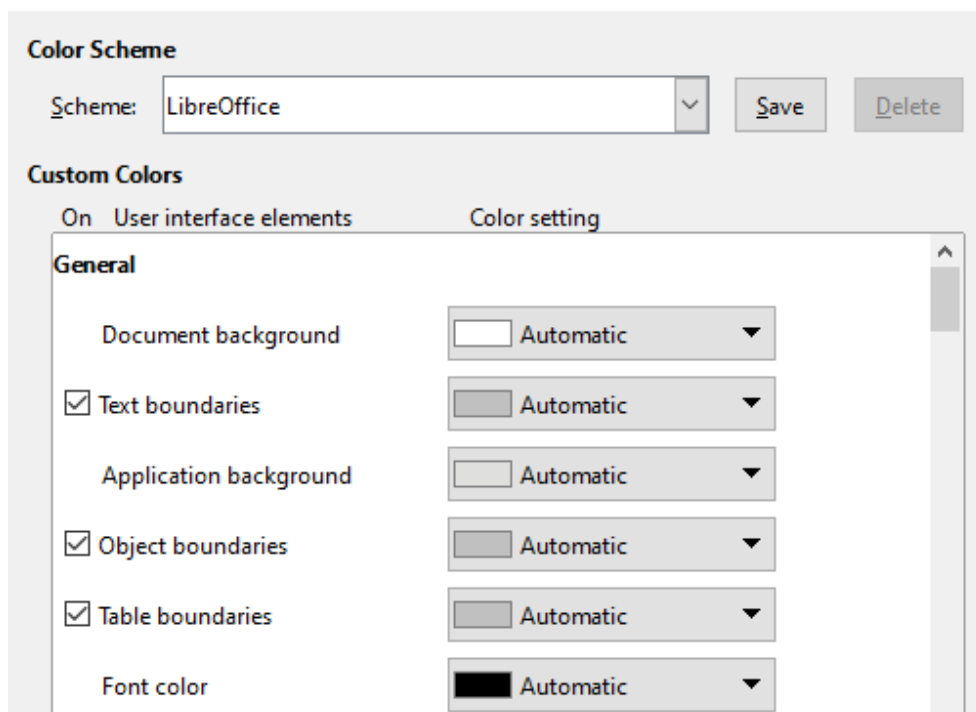 Color Scheme
Scheme: LibreOffice Save Delete
Custom Colors
On User interface elements Color setting
General
Document background Automatic
Text boundaries Automatic
Application background Automatic
Object boundaries Automatic
Table boundaries Automatic
Font color Automatic